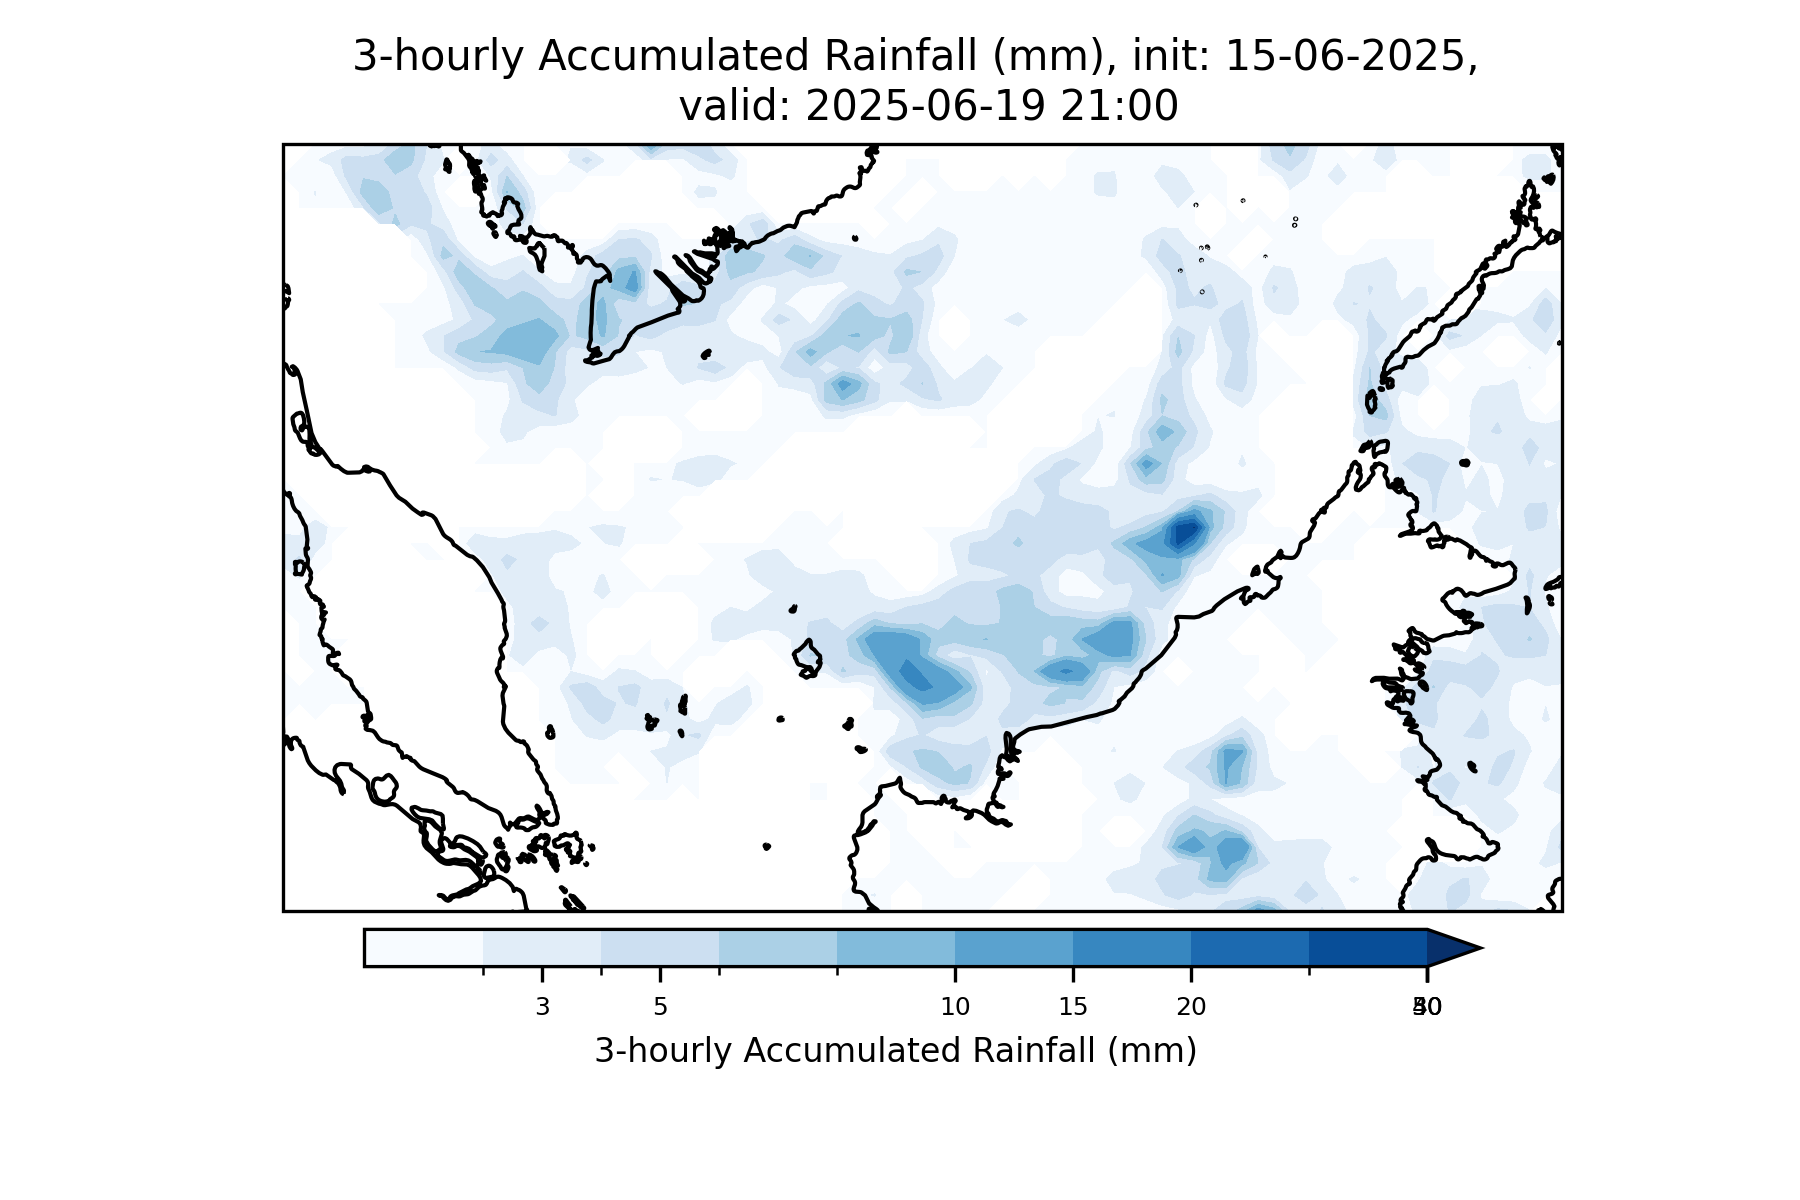 3-hourly Accumulated Rainfall (mm), init: 15-06-2025,
valid: 2025-06-19 21:00
3 5 10 15 20
3-hourly Accumulated Rainfall (mm)